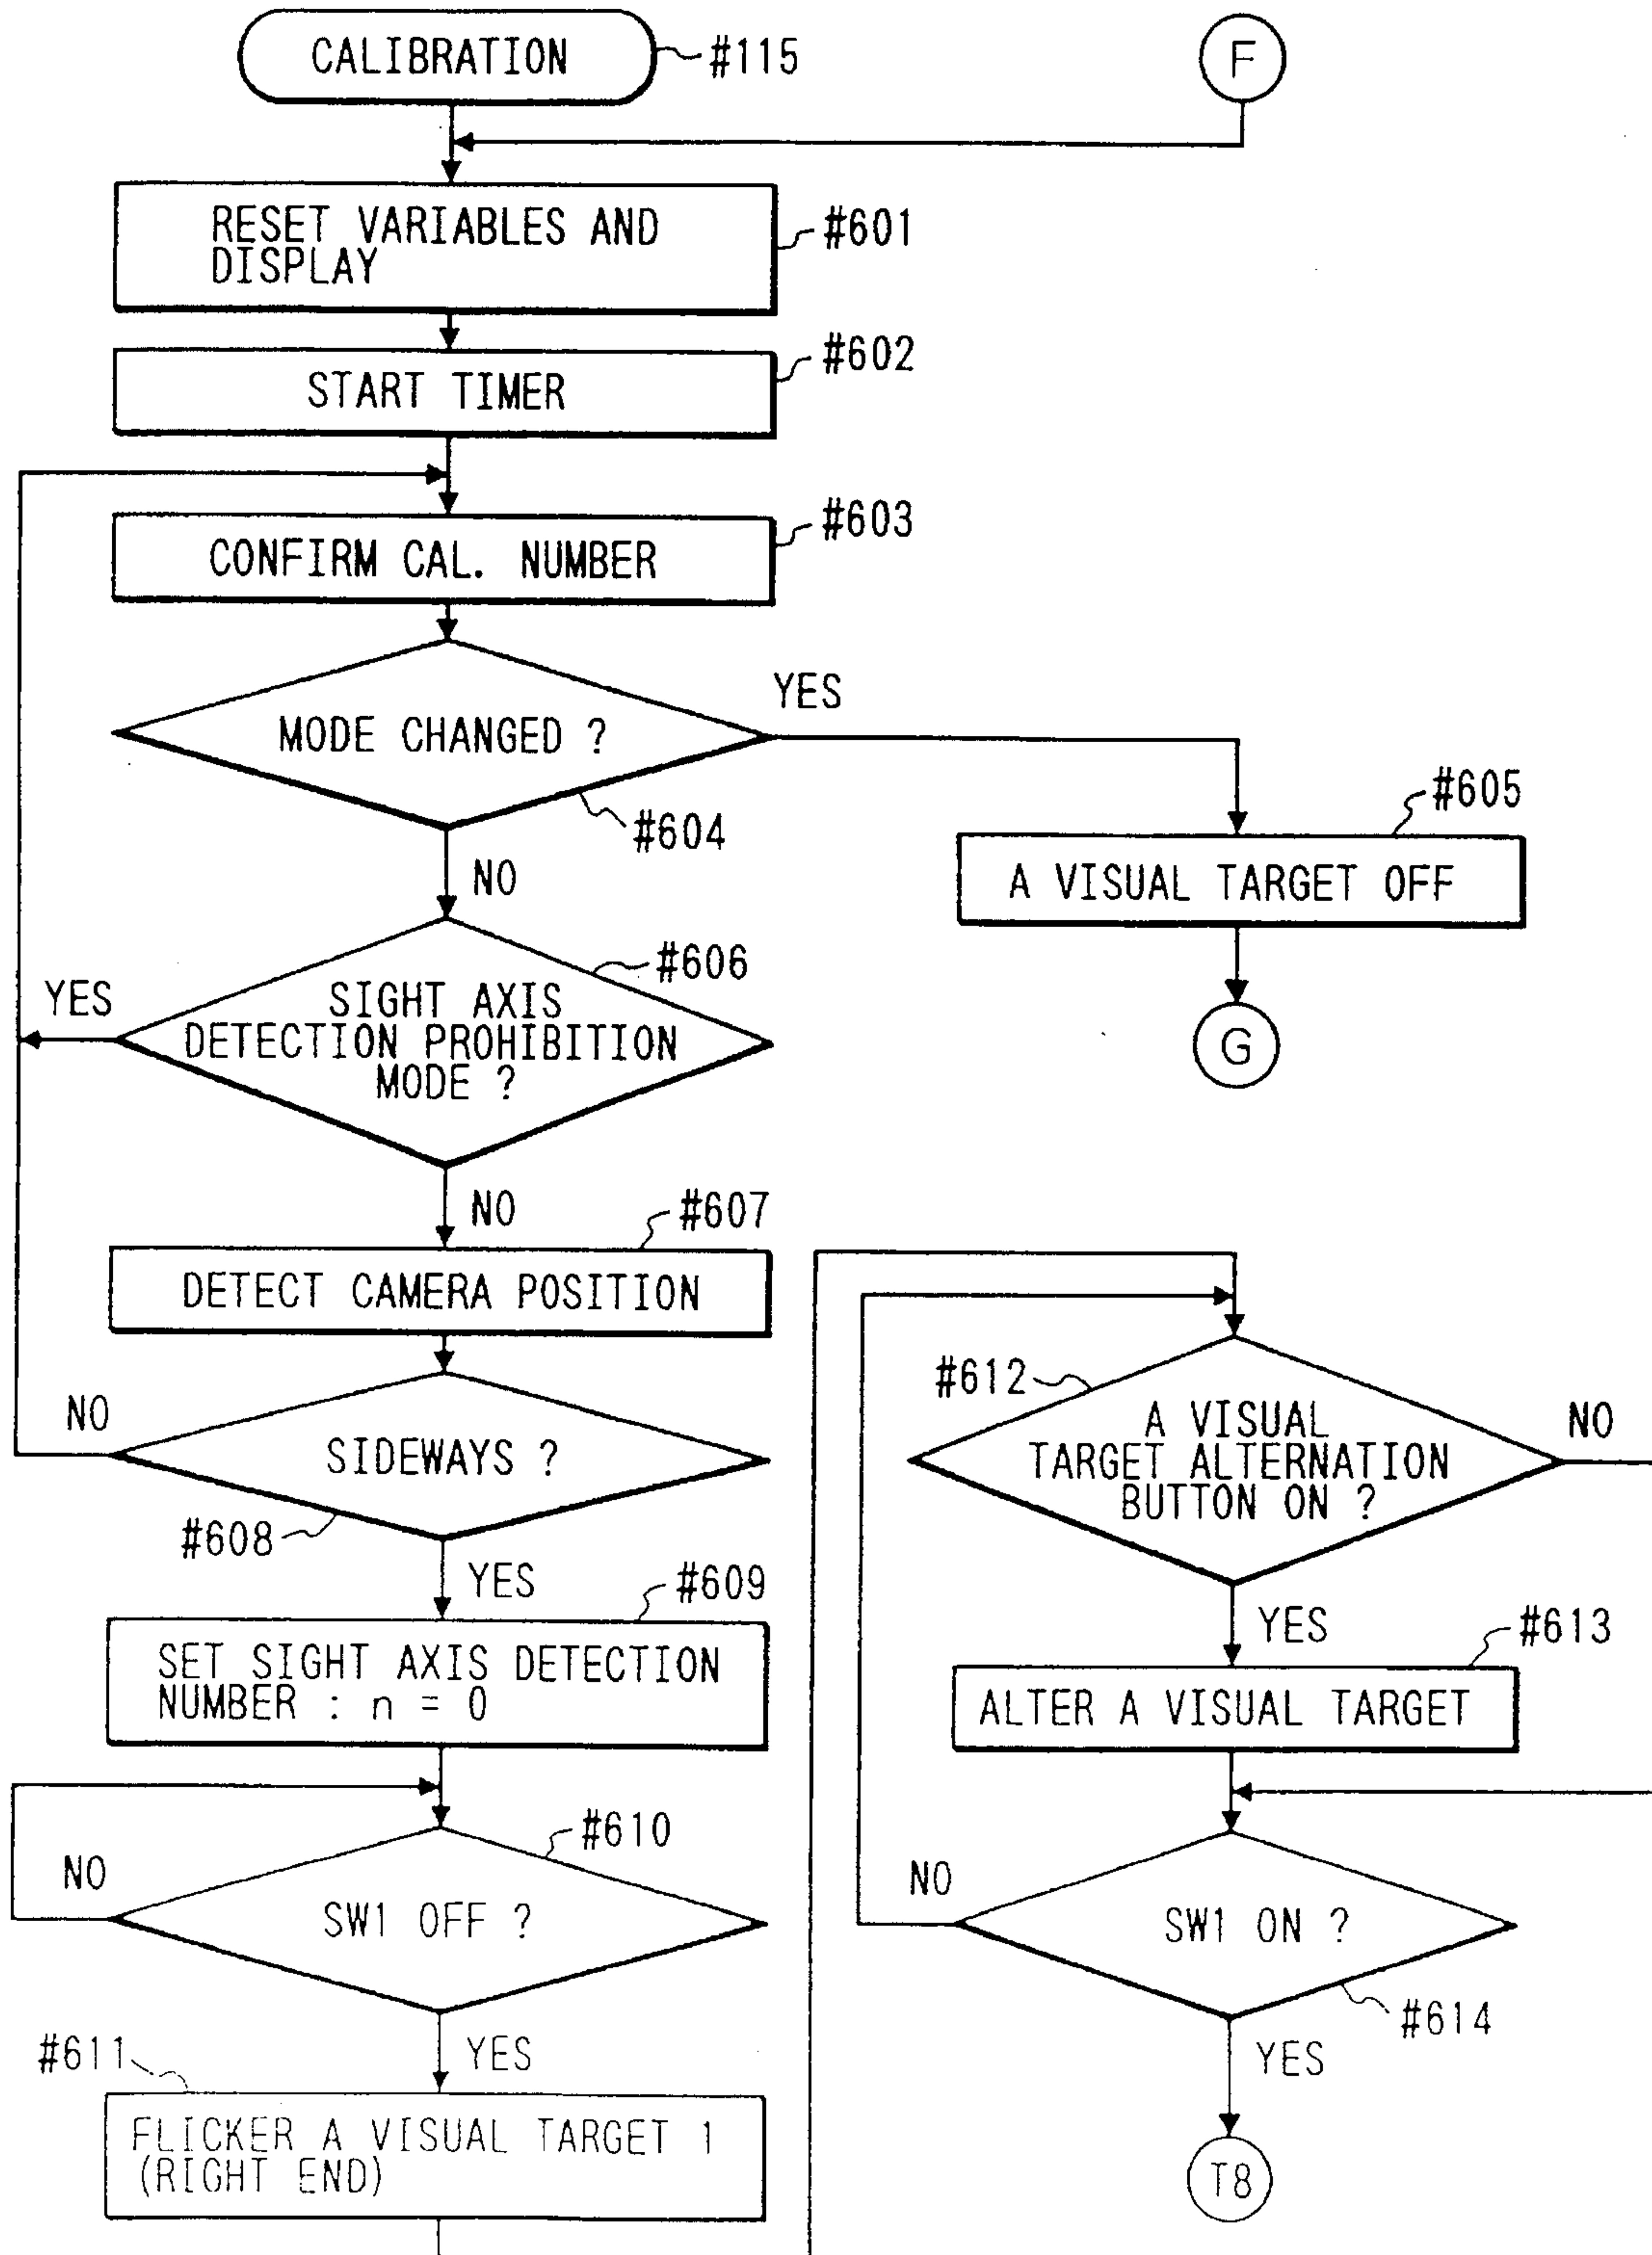 CALIBRATION
#115
F
RESET VARIABLES AND
DISPLAY
#601
START TIMER
#602
CONFIRM CAL. NUMBER
#603
MODE CHANGED ?
YES
#604
NO
#605
A VISUAL TARGET OFF
G
#606
SIGHT AXIS
DETECTION PROHIBITION
MODE ?
YES
NO
#607
DETECT CAMERA POSITION
SIDEWAYS ?
NO
#608
YES
#609
SET SIGHT AXIS DETECTION
NUMBER : n = 0
#610
NO
SW1 OFF ?
YES
#611
FLICKER A VISUAL TARGET 1
(RIGHT END)
#612
A VISUAL
TARGET ALTERNATION
BUTTON ON ?
NO
YES
#613
ALTER A VISUAL TARGET
NO
SW1 ON ?
#614
YES
T8